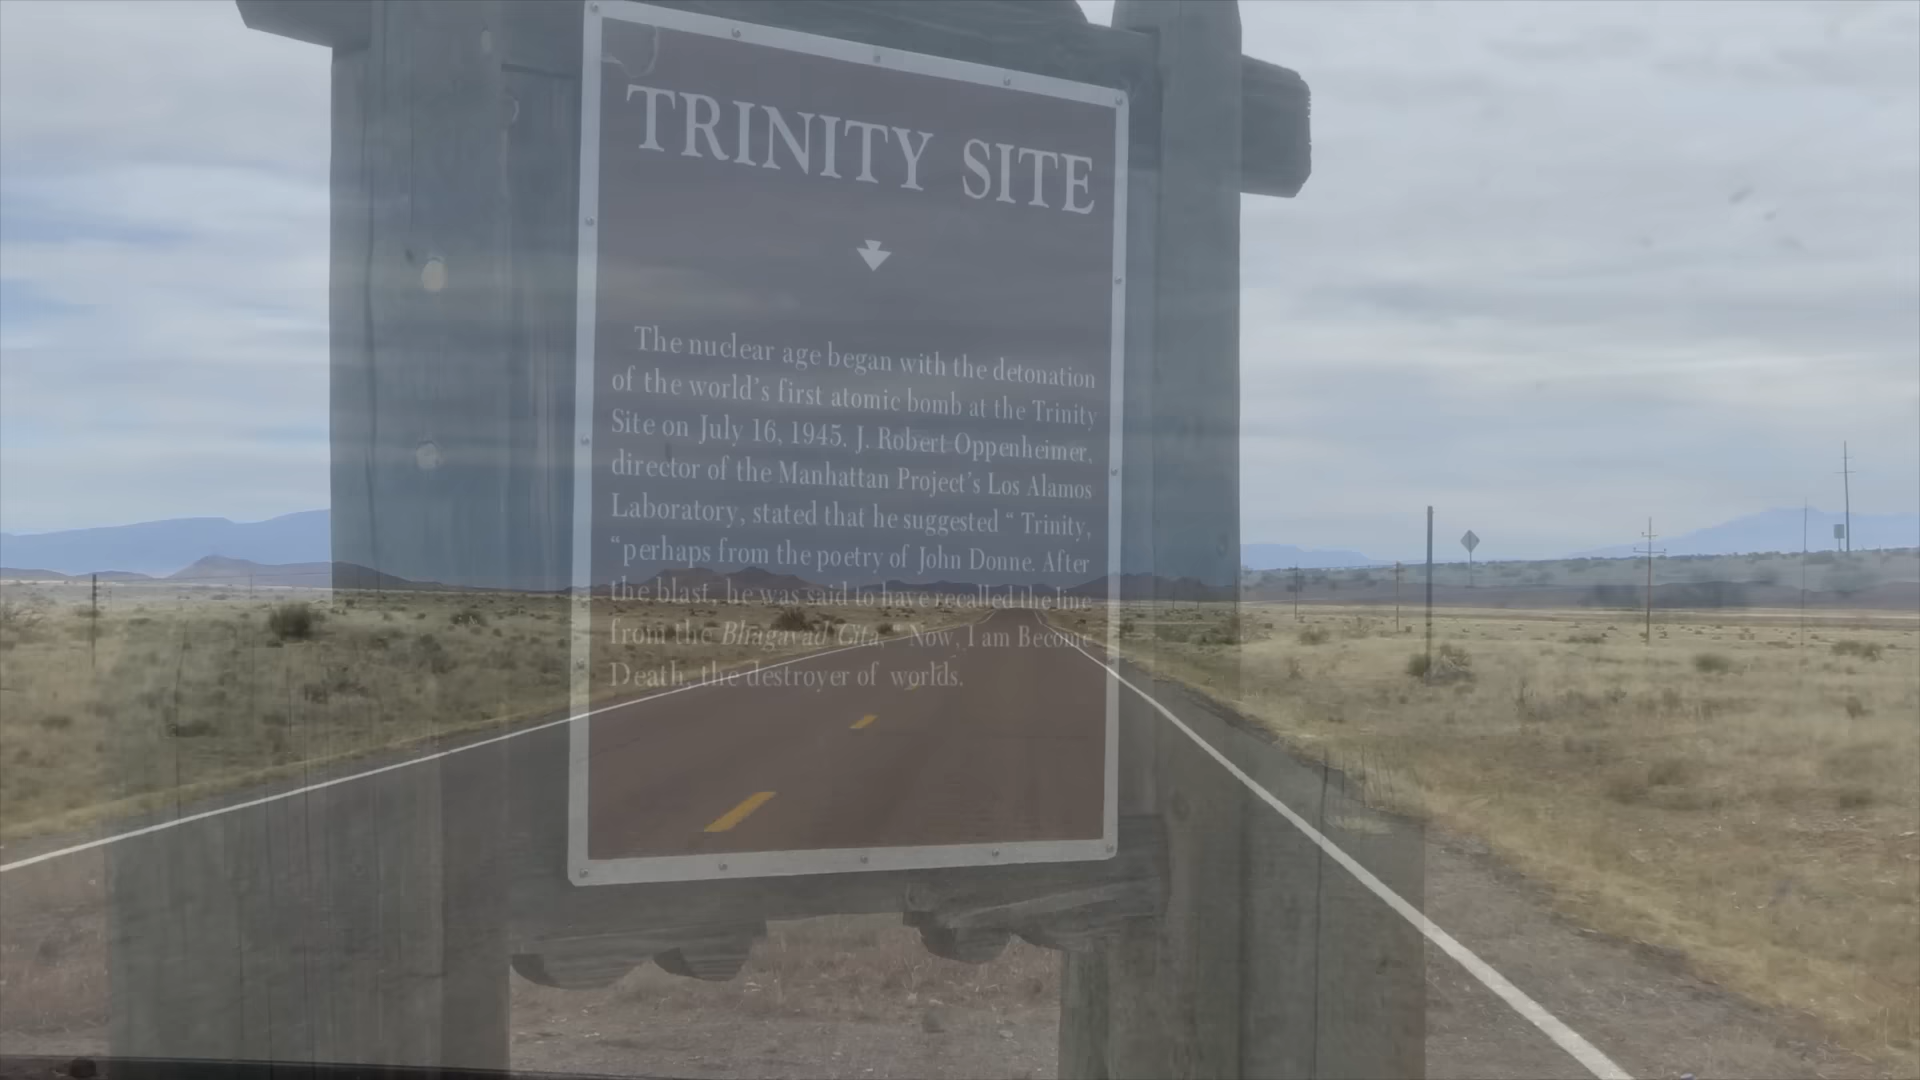 TRINITY SITE
The nuclear age began with the detonation
of the world's first atomic bomb at the Trinity
Site on July 16, 1945. J. Robert Oppenheimer,
director of the Manhattan Project's Los Alamos
Laboratory, stated that he suggested “ Trinity,
“perhaps from the poetry of John Donne. After
the blast, he was said to have recalled the line
from the Bhagavad Gita, “ Now, I am Become
Death, the destroyer of worlds.